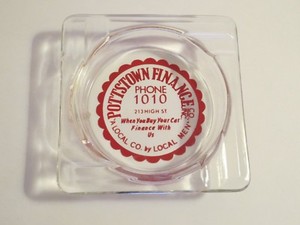 POTTSTOWN FINANCE CO.
PHONE
1010
212 HIGH ST.
When You Buy Your Car
Finance With
Us
A LOCAL CO. by LOCAL MEN